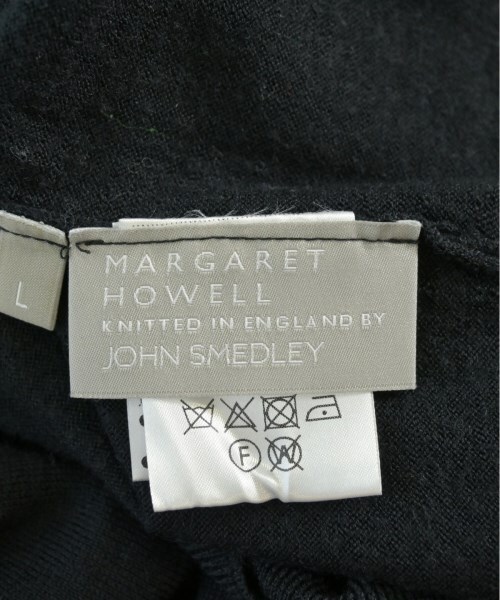 L
MARGARET
HOWELL
KNITTED IN ENGLAND BY
JOHN SMEDLEY
F W